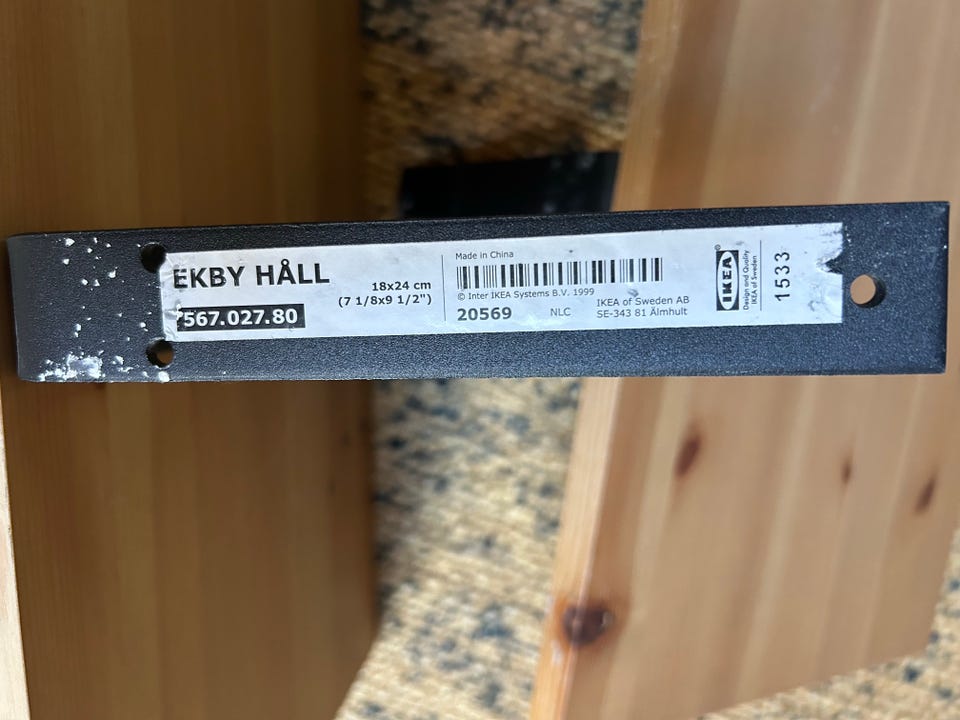 EKBY HÅLL
18x24 cm
(7 1/8x9 1/2")
567.027.80
Made in China
© Inter IKEA Systems B.V. 1999
20569
NLC
IKEA of Sweden AB
SE-343 81 Älmhult
IKEA
®
Design and Quality
IKEA of Sweden
1533